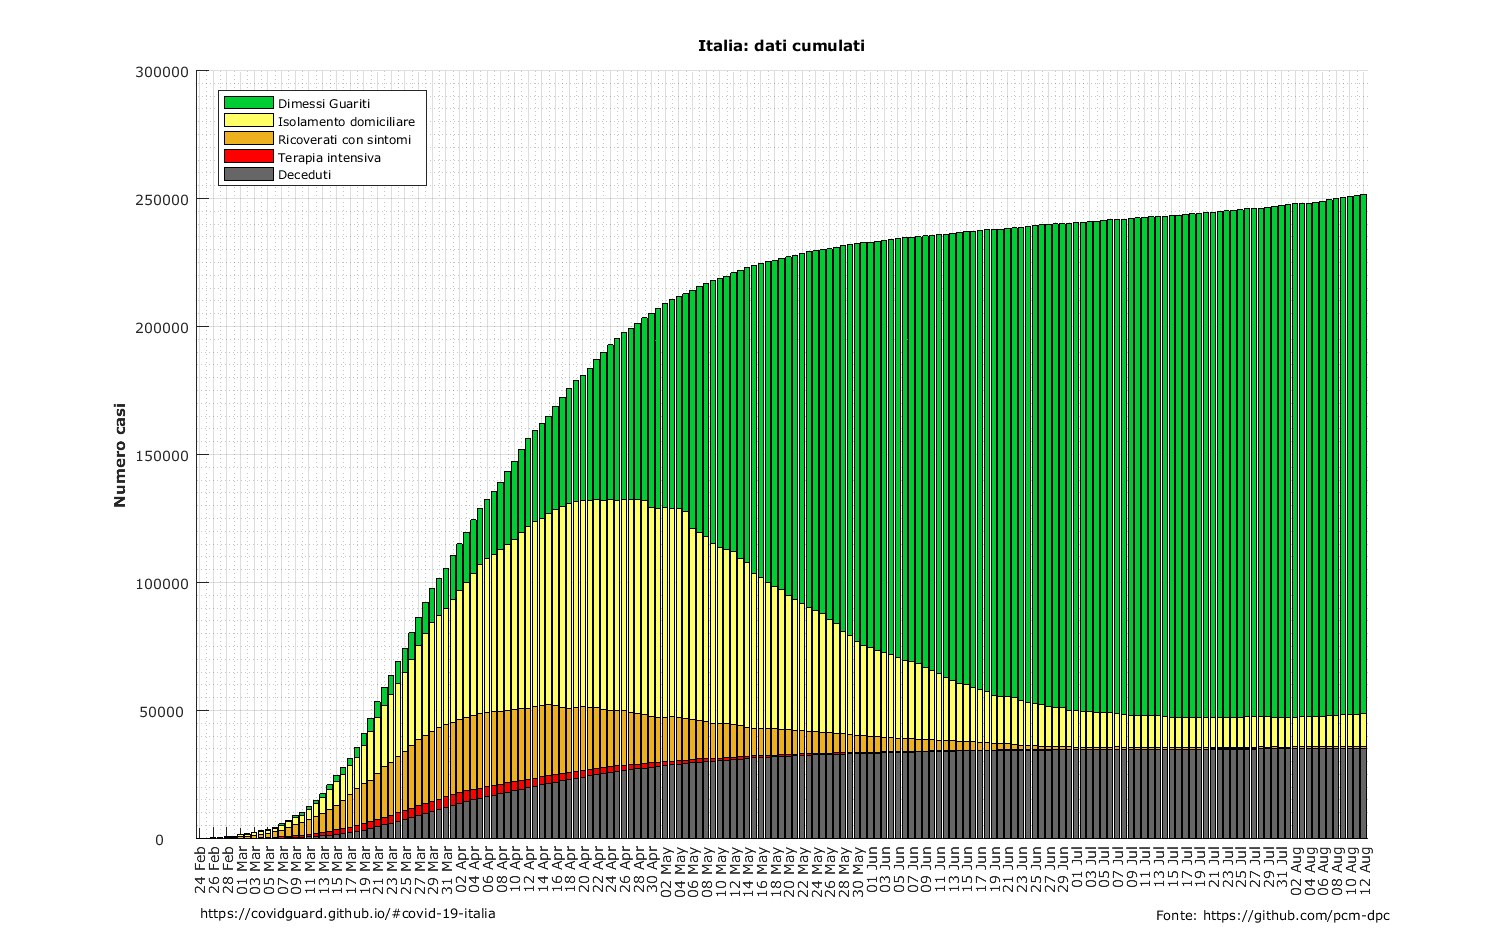 Italia: dati cumulati
300000
250000
200000
150000
100000
50000
0
Numero casi
Dimessi Guariti
Isolamento domiciliare
Ricoverati con sintomi
Terapia intensiva
Deceduti
24 Feb
26 Feb
28 Feb
01 Mar
03 Mar
05 Mar
07 Mar
09 Mar
11 Mar
13 Mar
15 Mar
17 Mar
19 Mar
21 Mar
23 Mar
25 Mar
27 Mar
29 Mar
31 Mar
02 Apr
04 Apr
06 Apr
08 Apr
10 Apr
12 Apr
14 Apr
16 Apr
18 Apr
20 Apr
22 Apr
24 Apr
26 Apr
28 Apr
30 Apr
02 May
04 May
06 May
08 May
10 May
12 May
14 May
16 May
18 May
20 May
22 May
24 May
26 May
28 May
30 May
01 Jun
03 Jun
05 Jun
07 Jun
09 Jun
11 Jun
13 Jun
15 Jun
17 Jun
19 Jun
21 Jun
23 Jun
25 Jun
27 Jun
29 Jun
01 Jul
03 Jul
05 Jul
07 Jul
09 Jul
11 Jul
13 Jul
15 Jul
17 Jul
19 Jul
21 Jul
23 Jul
25 Jul
27 Jul
29 Jul
31 Jul
02 Aug
04 Aug
06 Aug
08 Aug
10 Aug
12 Aug
https://covidguard.github.io/#covid-19-italia
Fonte: https://github.com/pcm-dpc